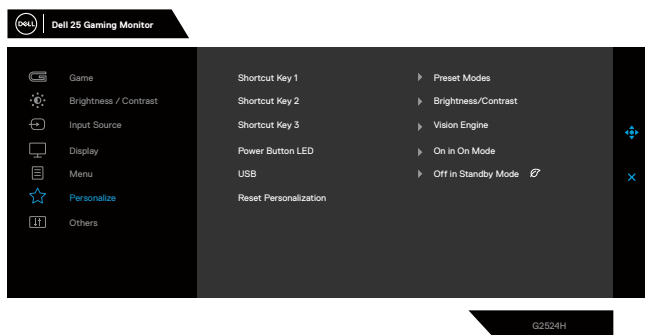 DELL
Dell 25 Gaming Monitor
Game
Brightness / Contrast
Input Source
Display
Menu
Personalize
Others
Shortcut Key 1 Preset Modes
Shortcut Key 2 Brightness/Contrast
Shortcut Key 3 Vision Engine
Power Button LED On in On Mode
USB Off in Standby Mode
Reset Personalization
G2524H